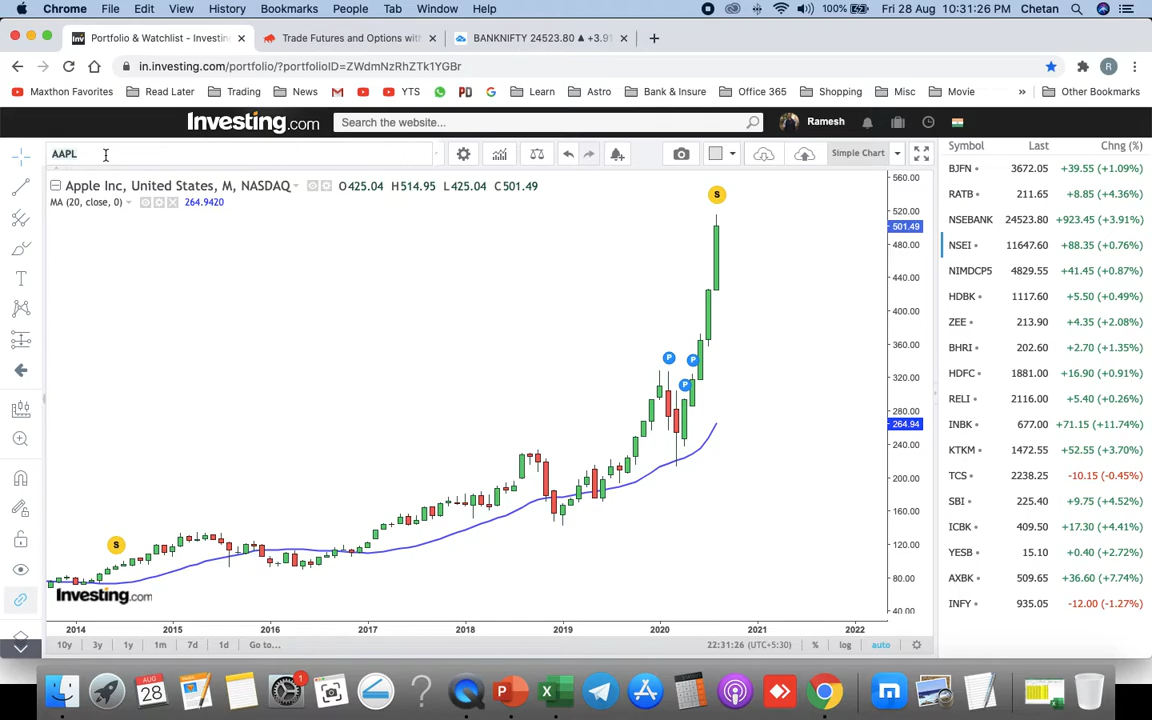 Chrome File Edit View History Bookmarks People Tab Window Help 100% Fri 28 Aug 10:31:26 PM Chetan
Inv Portfolio & Watchlist - Investin Trade Futures and Options with BANKNIFTY 24523.80 ▲ +3.91
in.investing.com/portfolio/?portfolioID=ZWdmNzRhZTk1YGBr R
Maxthon Favorites Read Later Trading News YTS PD Learn Astro Bank & Insure Office 365 Shopping Misc Movie » Other Bookmarks
Investing.com Search the website... Ramesh
AAPL Simple Chart
Symbol Last Chng (%)
Apple Inc, United States, M, NASDAQ O425.04 H514.95 L425.04 C501.49
MA (20, close, 0) 264.9420
S
S
P
P
P
560.00
520.00
501.49
480.00
440.00
400.00
360.00
320.00
280.00
264.94
240.00
200.00
160.00
120.00
80.00
40.00
BJFN 3672.05 +39.55 (+1.09%)
RATB 211.65 +8.85 (+4.36%)
NSEBANK 24523.80 +923.45 (+3.91%)
NSEI 11647.60 +88.35 (+0.76%)
NIMDCP5 4829.55 +41.45 (+0.87%)
HDBK 1117.60 +5.50 (+0.49%)
ZEE 213.90 +4.35 (+2.08%)
BHRI 202.60 +2.70 (+1.35%)
HDFC 1881.00 +16.90 (+0.91%)
RELI 2116.00 +5.40 (+0.26%)
INBK 677.00 +71.15 (+11.74%)
KTKM 1472.55 +52.55 (+3.70%)
TCS 2238.25 -10.15 (-0.45%)
SBI 225.40 +9.75 (+4.52%)
ICBK 409.50 +17.30 (+4.41%)
YESB 15.10 +0.40 (+2.72%)
AXBK 509.65 +36.60 (+7.74%)
INFY 935.05 -12.00 (-1.27%)
Investing.com
2014 2015 2016 2017 2018 2019 2020 2021 2022
10y 3y 1y 1m 7d 1d Go to... 22:31:26 (UTC+5:30) % log auto
AUG
28
1